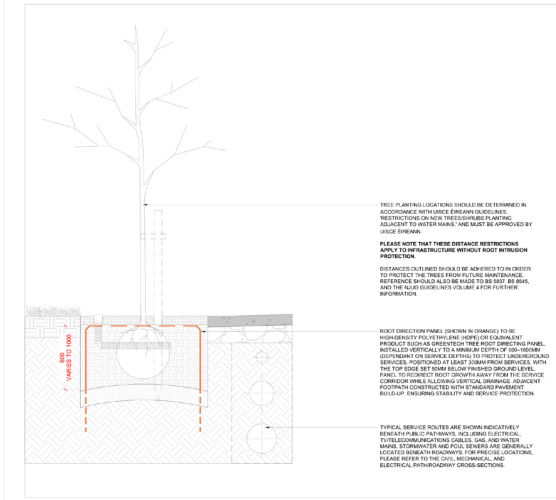 TREE PLANTING LOCATIONS SHOULD BE DETERMINED IN
ACCORDANCE WITH UISCE ÉIREANN GUIDELINES,
'RESTRICTIONS ON NEW TREES/SHRUBS PLANTING
ADJACENT TO WATER MAINS.' AND MUST BE APPROVED BY
UISCE ÉIREANN.
PLEASE NOTE THAT THESE DISTANCE RESTRICTIONS
APPLY TO INFRASTRUCTURE WITHOUT ROOT INTRUSION
PROTECTION.
DISTANCES OUTLINED SHOULD BE ADHERED TO IN ORDER
TO PROTECT THE TREES FROM FUTURE MAINTENANCE.
REFERENCE SHOULD ALSO BE MADE TO BS 5837, BS 8545,
AND THE NJUG GUIDELINES VOLUME 4 FOR FURTHER
INFORMATION.
600
VARIES TO 1000
ROOT DIRECTION PANEL (SHOWN IN ORANGE) TO BE
HIGH-DENSITY POLYETHYLENE (HDPE) OR EQUIVALENT
PRODUCT SUCH AS GREENTECH TREE ROOT DIRECTING PANEL,
INSTALLED VERTICALLY TO A MINIMUM DEPTH OF 600–1000MM
(DEPENDANT ON SERVICE DEPTHS) TO PROTECT UNDERGROUND
SERVICES. POSITIONED AT LEAST 300MM FROM SERVICES, WITH
THE TOP EDGE SET 50MM BELOW FINISHED GROUND LEVEL.
PANEL TO REDIRECT ROOT GROWTH AWAY FROM THE SERVICE
CORRIDOR WHILE ALLOWING VERTICAL DRAINAGE. ADJACENT
FOOTPATH CONSTRUCTED WITH STANDARD PAVEMENT
BUILD-UP, ENSURING STABILITY AND SERVICE PROTECTION.
TYPICAL SERVICE ROUTES ARE SHOWN INDICATIVELY
BENEATH PUBLIC PATHWAYS, INCLUDING ELECTRICAL,
TV/TELECOMMUNICATIONS CABLES, GAS, AND WATER
MAINS. STORMWATER AND FOUL SEWERS ARE GENERALLY
LOCATED BENEATH ROADWAYS. FOR PRECISE LOCATIONS,
PLEASE REFER TO THE CIVIL, MECHANICAL, AND
ELECTRICAL PATH/ROADWAY CROSS-SECTIONS.